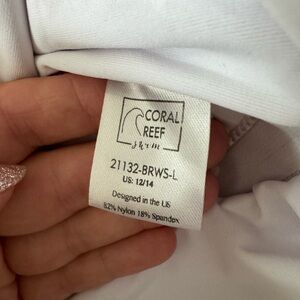 CORAL
REEF
swim
21132-BRWS-L
US: 12/14
Designed in the US
82% Nylon 18% Spandex